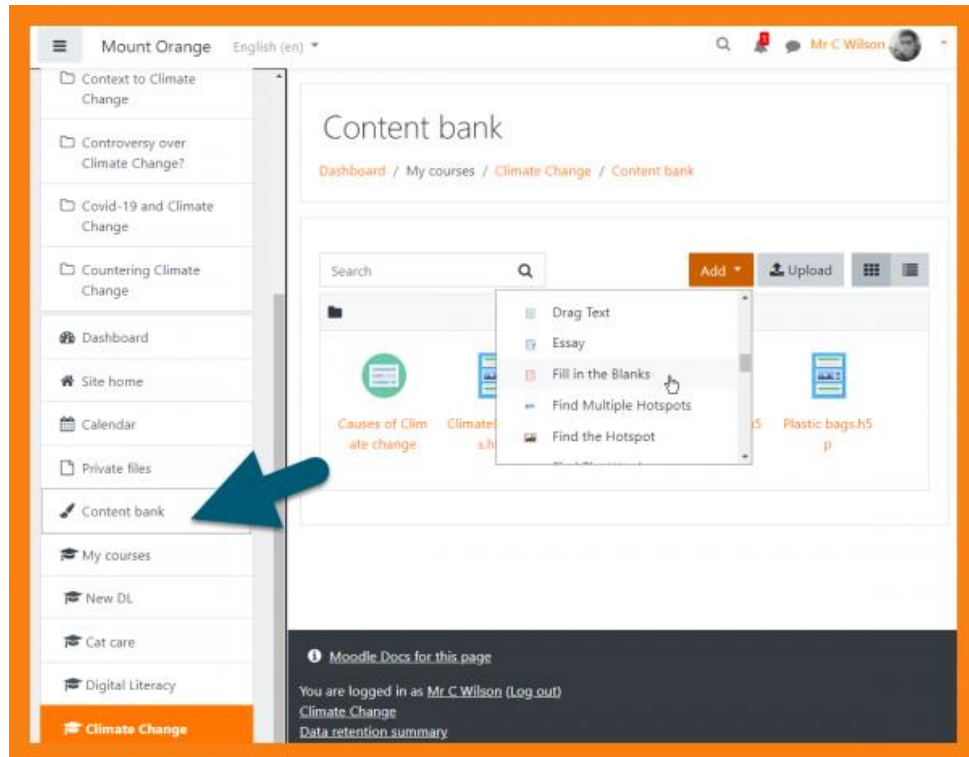 Mount Orange English (en)
1
Mr C Wilson
Context to Climate
Change
Controversy over
Climate Change?
Covid-19 and Climate
Change
Countering Climate
Change
Dashboard
Site home
Calendar
Private files
Content bank
My courses
New DL
Cat care
Digital Literacy
Climate Change
Content bank
Dashboard / My courses / Climate Change / Content bank
Search
Add
Upload
Drag Text
Essay
Fill in the Blanks
Find Multiple Hotspots
Find the Hotspot
Causes of Clim
ate change
Plastic bags.h5
p
Moodle Docs for this page
You are logged in as Mr C Wilson (Log out)
Climate Change
Data retention summary